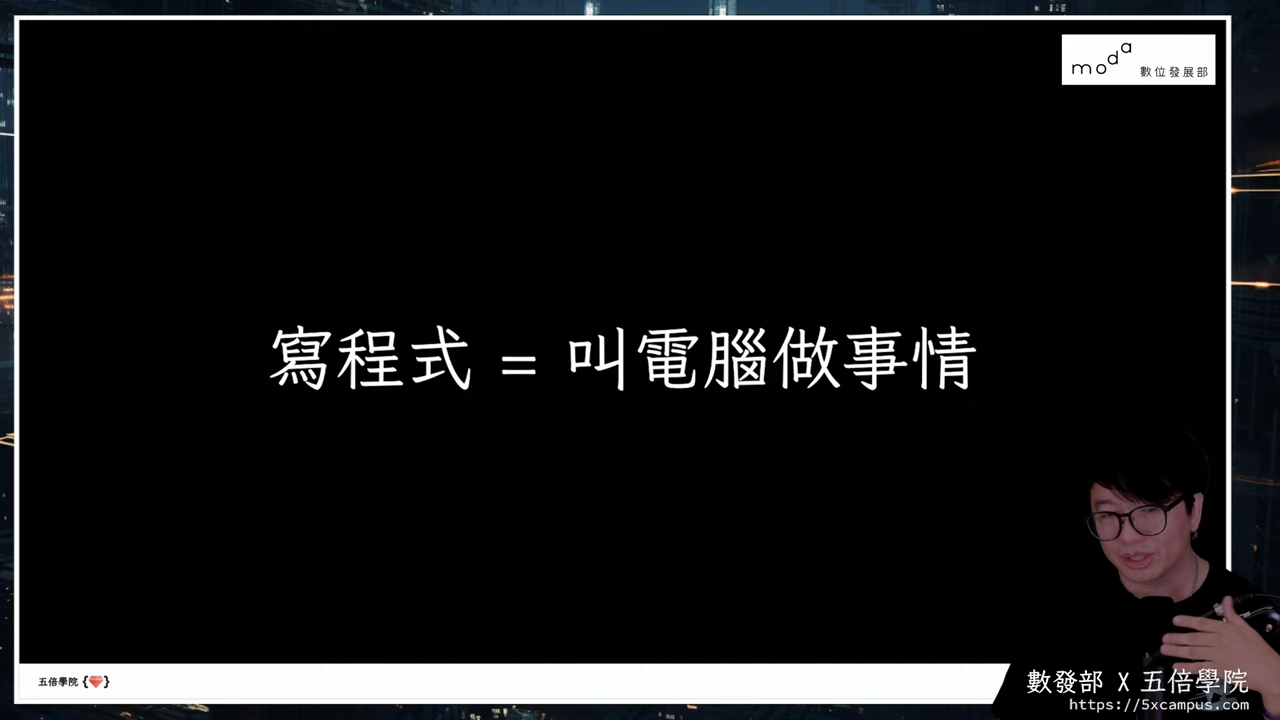 moda 數位發展部
寫程式 = 叫電腦做事情
五倍學院 { }
數發部 X 五倍學院
https://5xcampus.com